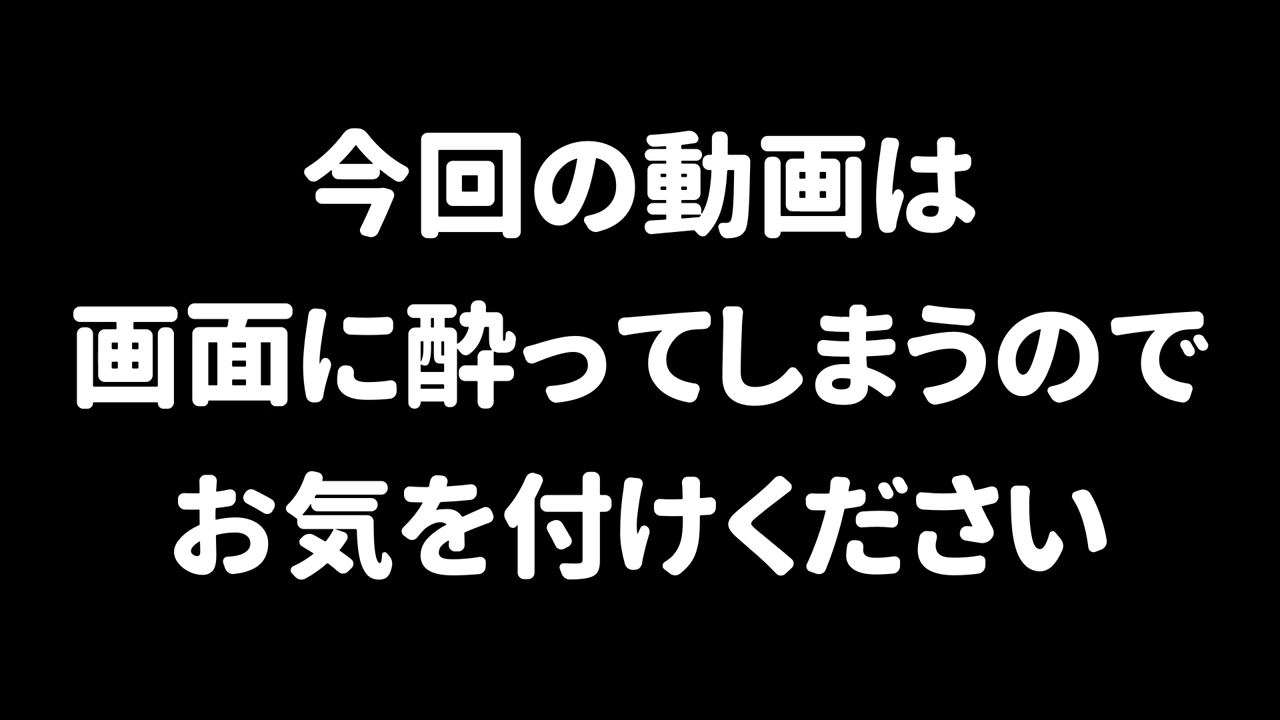 今回の動画は
画面に酔ってしまうので
お気を付けください